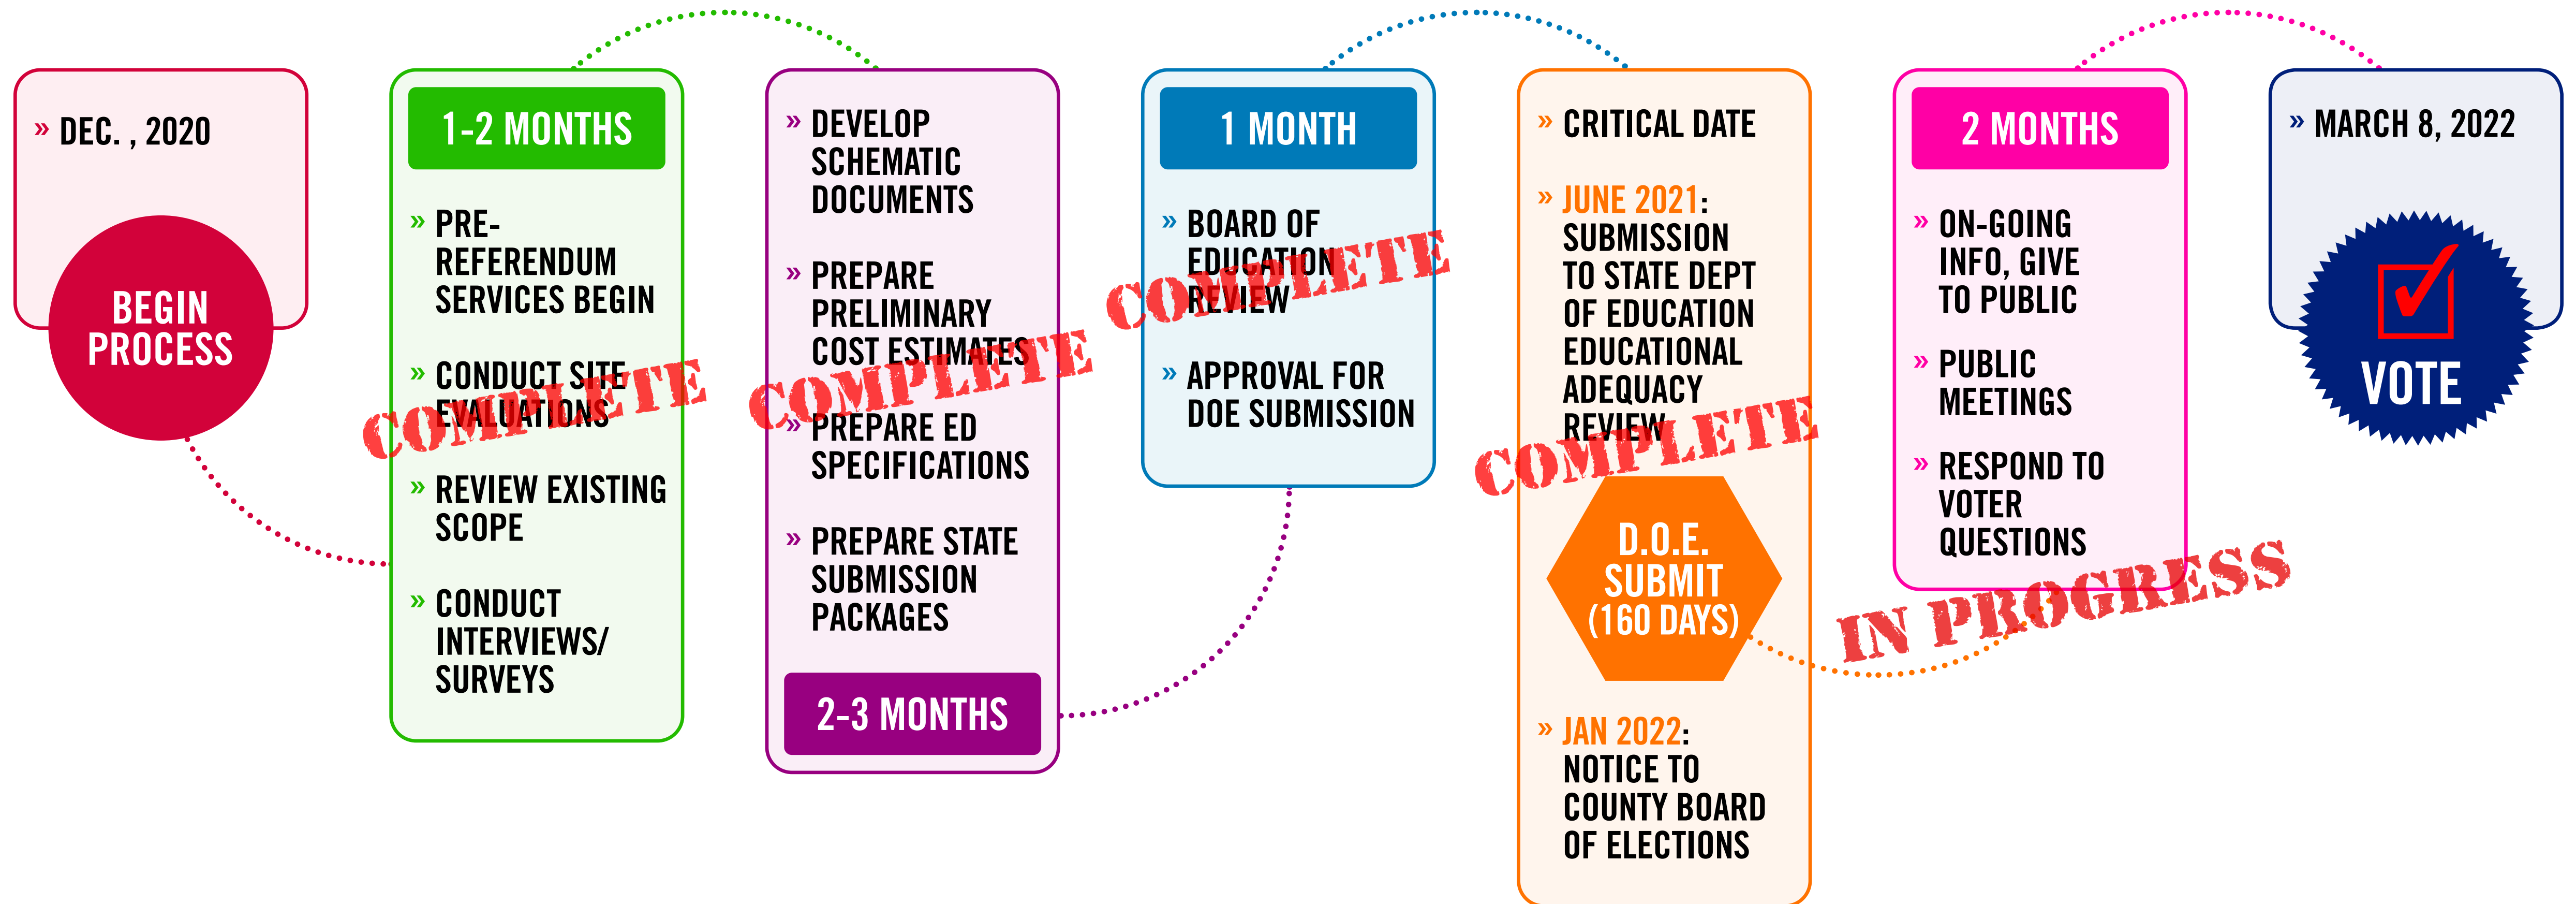 » DEC. , 2020
BEGIN
PROCESS
1-2 MONTHS
» PRE-
REFERENDUM
SERVICES BEGIN
» CONDUCT SITE
EVALUATIONS
» REVIEW EXISTING
SCOPE
» CONDUCT
INTERVIEWS/
SURVEYS
COMPLETE
» DEVELOP
SCHEMATIC
DOCUMENTS
» PREPARE
PRELIMINARY
COST ESTIMATES
» PREPARE ED
SPECIFICATIONS
» PREPARE STATE
SUBMISSION
PACKAGES
2-3 MONTHS
COMPLETE
1 MONTH
» BOARD OF
EDUCATION
REVIEW
» APPROVAL FOR
DOE SUBMISSION
COMPLETE
» CRITICAL DATE
» JUNE 2021:
SUBMISSION
TO STATE DEPT
OF EDUCATION
EDUCATIONAL
ADEQUACY
REVIEW
COMPLETE
D.O.E.
SUBMIT
(160 DAYS)
» JAN 2022:
NOTICE TO
COUNTY BOARD
OF ELECTIONS
2 MONTHS
» ON-GOING
INFO, GIVE
TO PUBLIC
» PUBLIC
MEETINGS
» RESPOND TO
VOTER
QUESTIONS
IN PROGRESS
» MARCH 8, 2022
VOTE